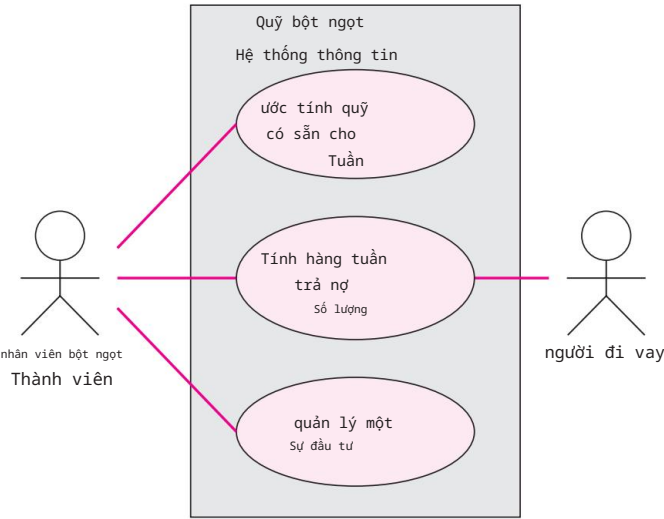 Quỹ bột ngọt
Hệ thống thông tin
ước tính quỹ
có sẵn cho
Tuần
Tính hàng tuần
trả nợ
Số lượng
nhân viên bột ngọt
Thành viên
người đi vay
quản lý một
Sự đầu tư